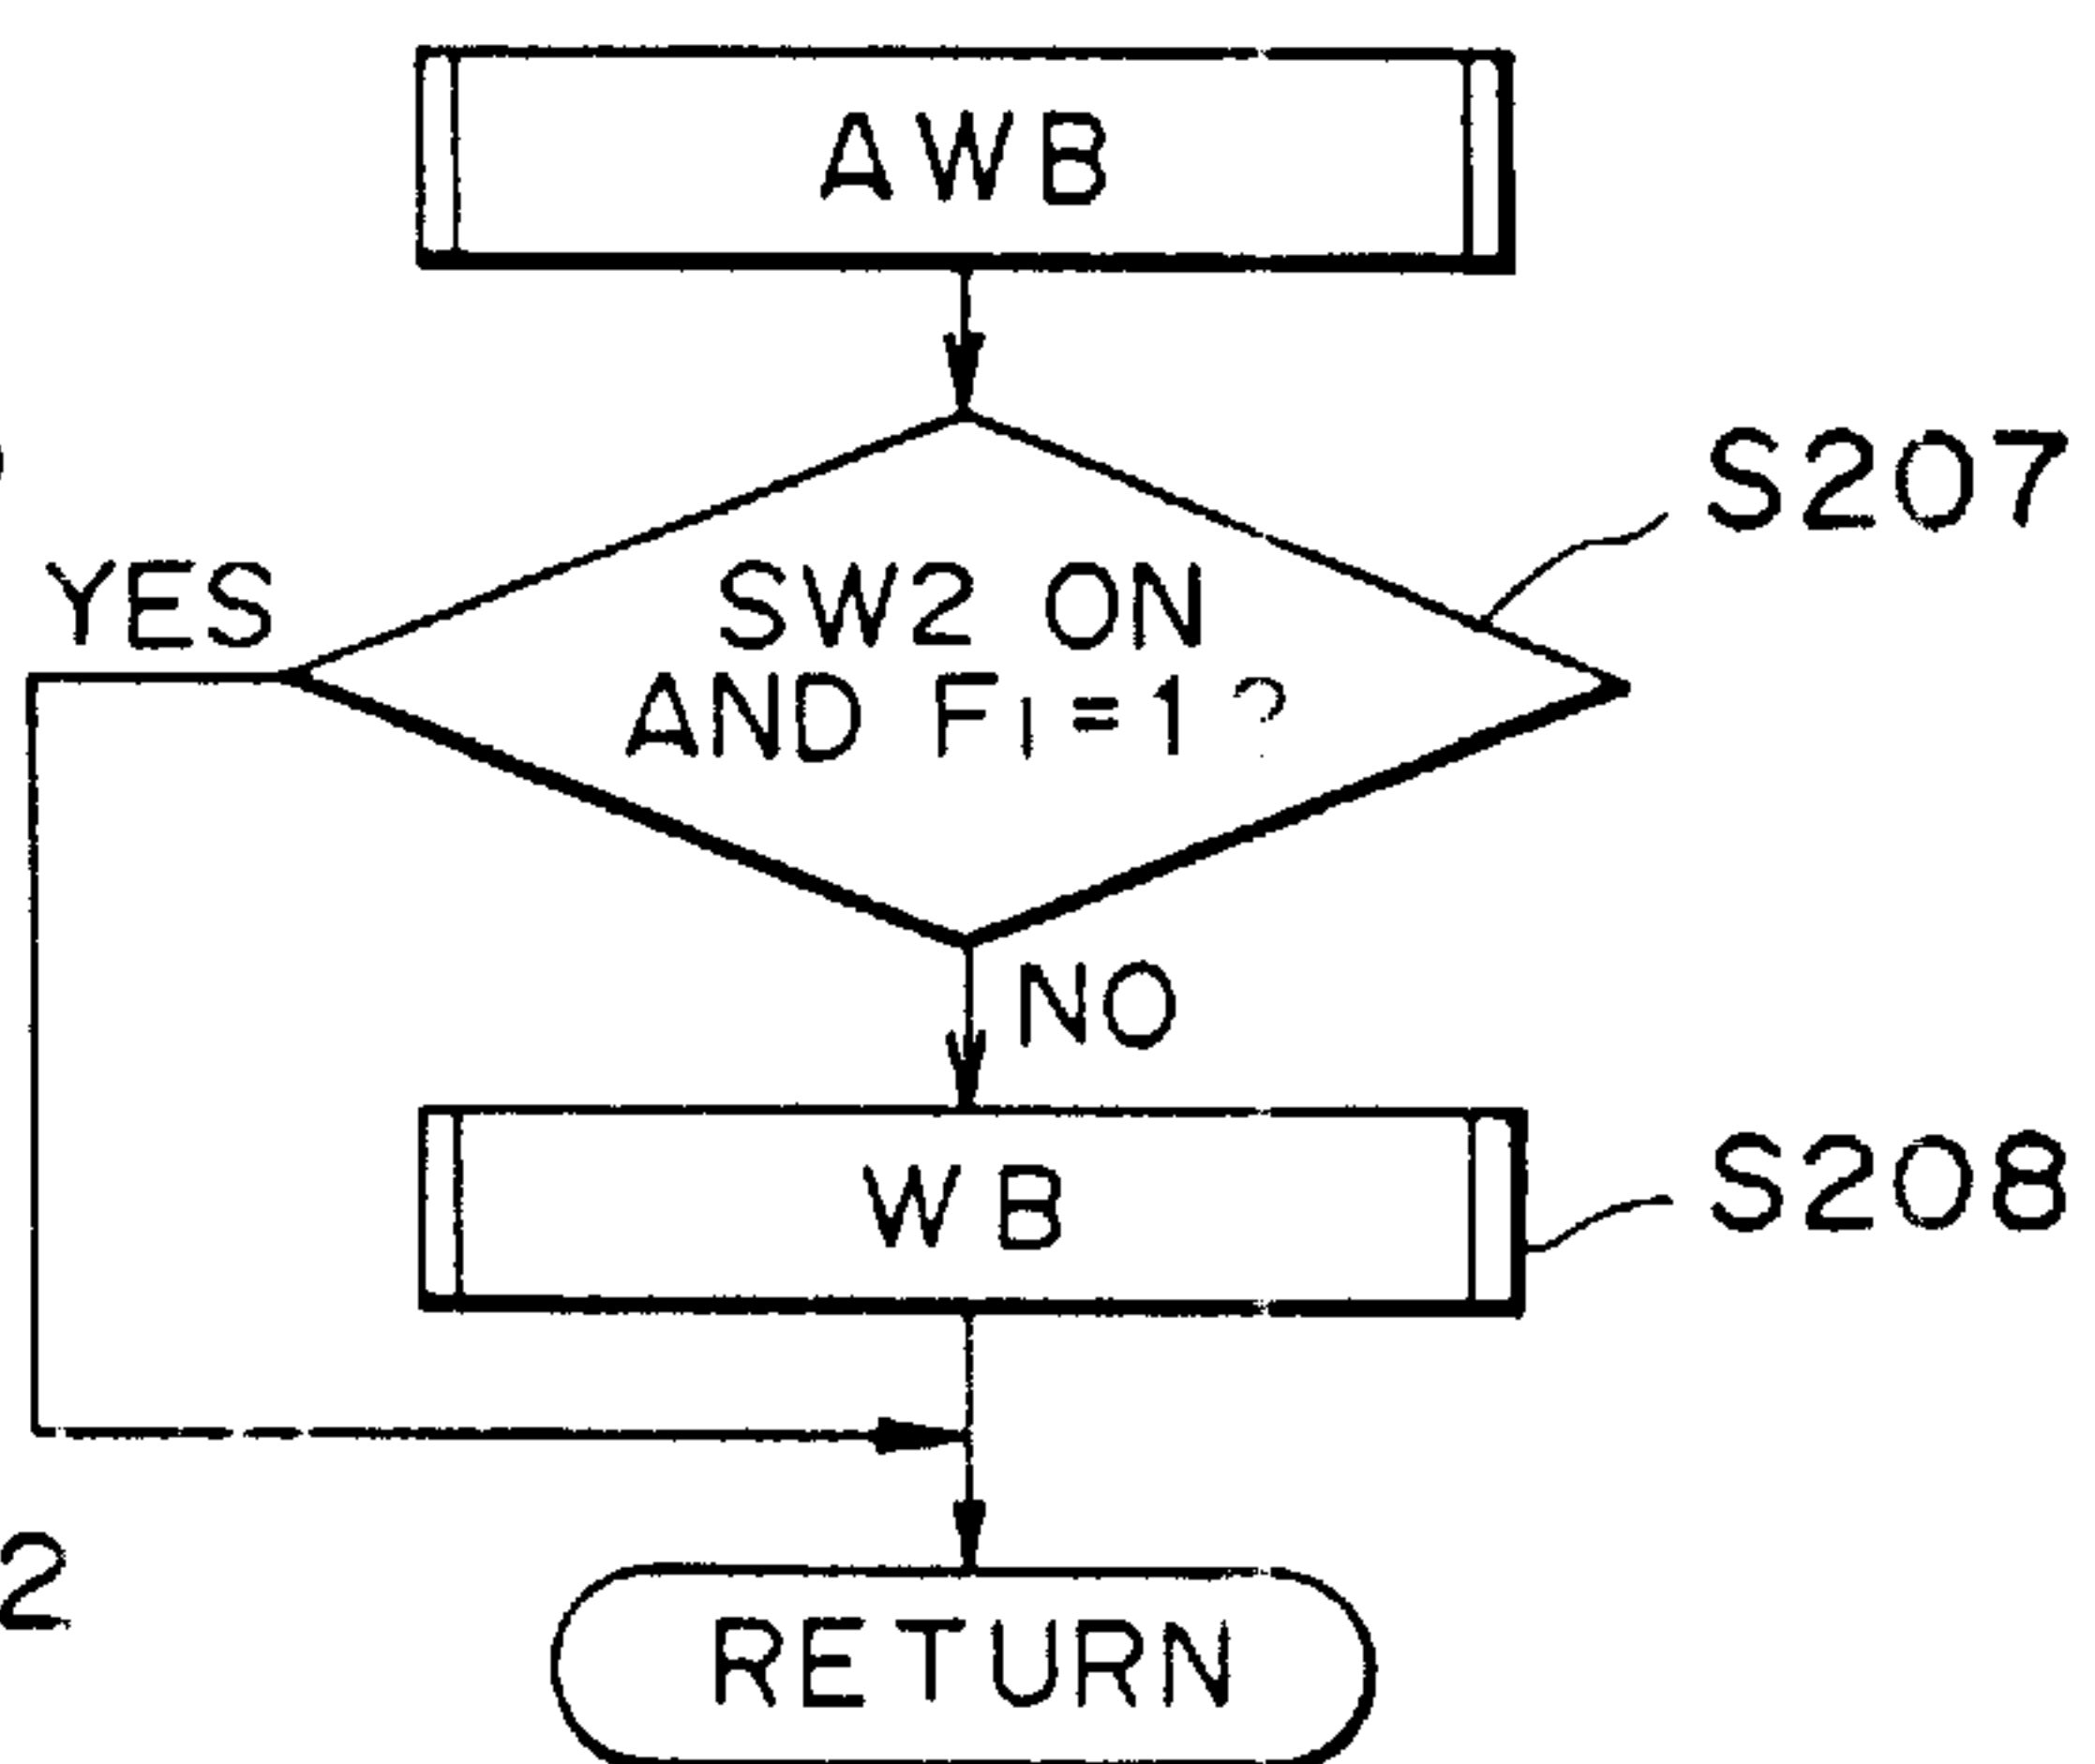 AWB
S207
YES
SW2 ON
AND F1=1?
NO
WB
S208
2
RETURN